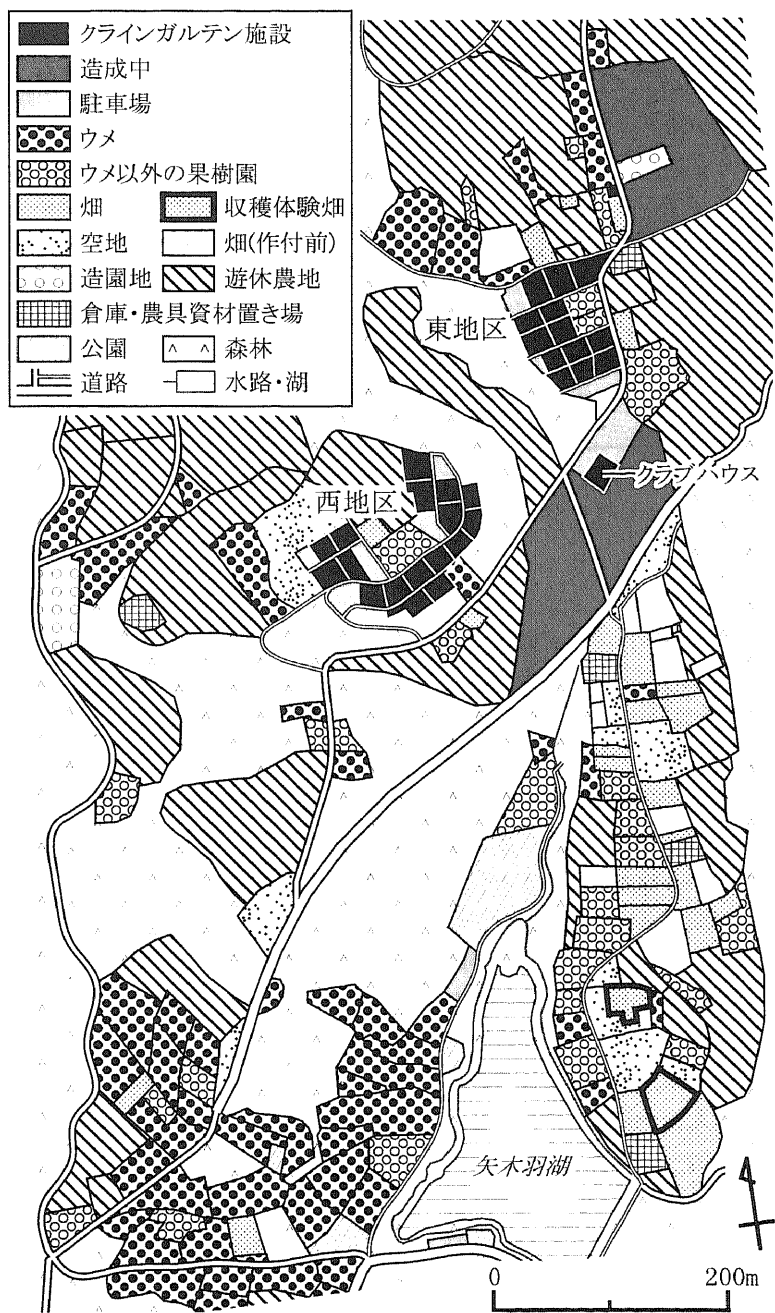 クラインガルテン施設
造成中
駐車場
ウメ
ウメ以外の果樹園
畑 収穫体験畑
空地 畑(作付前)
造園地 遊休農地
倉庫・農具資材置き場
公園 森林
道路 水路・湖
東地区
クラブハウス
西地区
矢木羽湖
0 200m